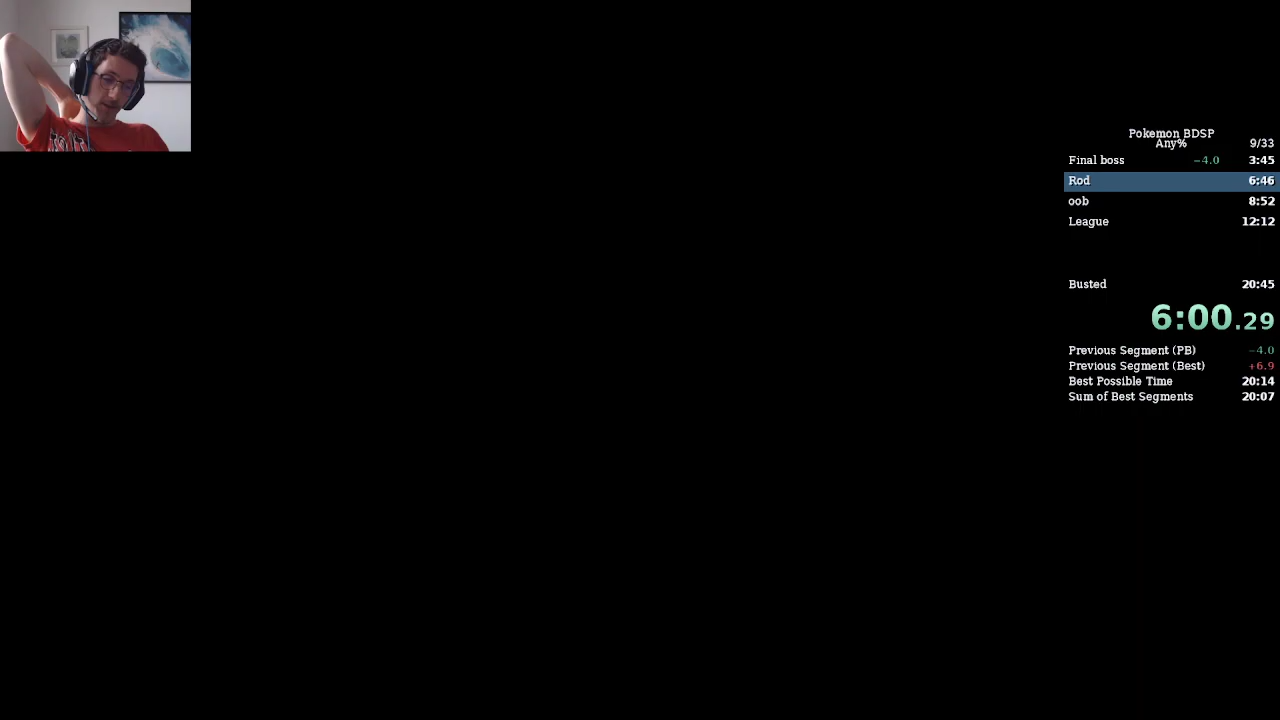 Pokemon BDSP
Any% 9/33
Final boss −4.0 3:45
Rod 6:46
oob 8:52
League 12:12
Busted 20:45
6:00.29
Previous Segment (PB) −4.0
Previous Segment (Best) +6.9
Best Possible Time 20:14
Sum of Best Segments 20:07